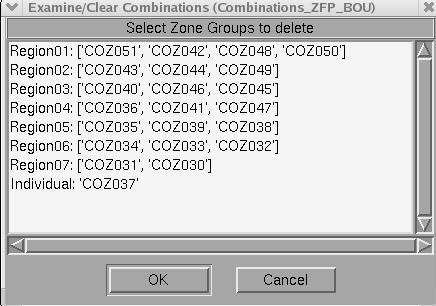 Examine/Clear Combinations (Combinations_ZFP_BOU)
Select Zone Groups to delete
Region01: ['COZ051', 'COZ042', 'COZ048', 'COZ050']
Region02: ['COZ043', 'COZ044', 'COZ049']
Region03: ['COZ040', 'COZ046', 'COZ045']
Region04: ['COZ036', 'COZ041', 'COZ047']
Region05: ['COZ035', 'COZ039', 'COZ038']
Region06: ['COZ034', 'COZ033', 'COZ032']
Region07: ['COZ031', 'COZ030']
Individual: 'COZ037'
OK
Cancel